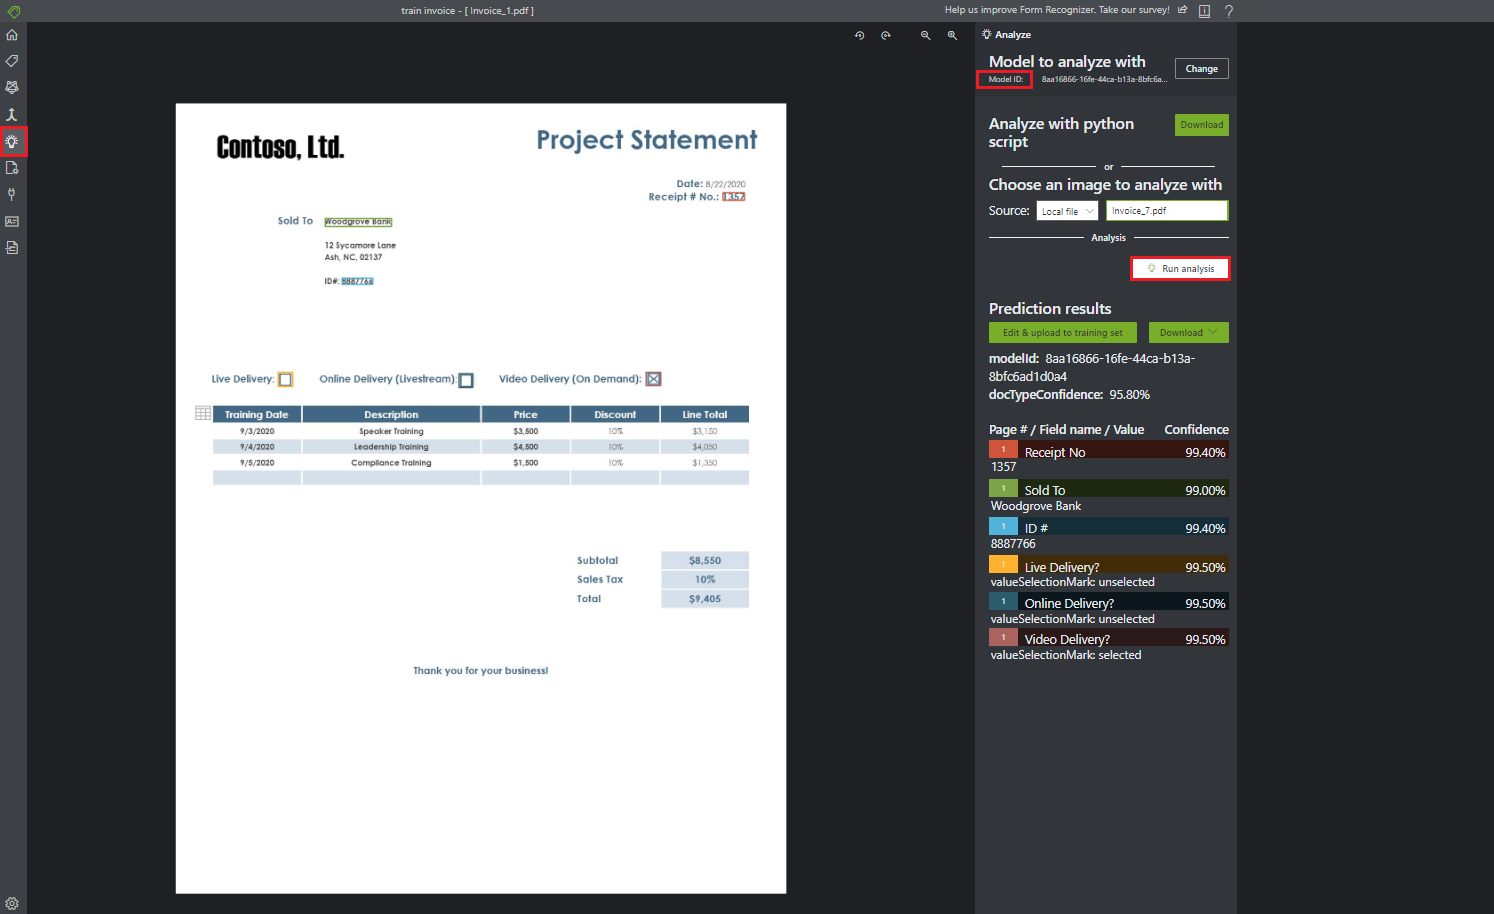 train invoice - [ Invoice_1.pdf ]
Help us improve Form Recognizer. Take our survey!
?
Contoso, Ltd.
Project Statement
Date: 8/22/2020
Receipt # No.: 1357
Sold To Woodgrove Bank
12 Sycamore Lane
Ash, NC, 02137
ID#: 8887766
Live Delivery: Online Delivery (Livestream): Video Delivery (On Demand):
Training Date Description Price Discount Line Total
9/3/2020 Speaker Training $3,500 10% $3,150
9/4/2020 Leadership Training $4,500 10% $4,050
9/5/2020 Compliance Training $1,500 10% $1,350
Subtotal $8,550
Sales Tax 10%
Total $9,405
Thank you for your business!
Analyze
Model to analyze with
Model ID: 8aa16866-16fe-44ca-b13a-8bfc6a...
Change
Analyze with python
script
Download
or
Choose an image to analyze with
Source: Local file Invoice_7.pdf
Analysis
Run analysis
Prediction results
Edit & upload to training set Download
modelId: 8aa16866-16fe-44ca-b13a-
8bfc6ad1d0a4
docTypeConfidence: 95.80%
Page # / Field name / Value Confidence
1 Receipt No 99.40%
1357
1 Sold To 99.00%
Woodgrove Bank
1 ID # 99.40%
8887766
1 Live Delivery? 99.50%
valueSelectionMark: unselected
1 Online Delivery? 99.50%
valueSelectionMark: unselected
1 Video Delivery? 99.50%
valueSelectionMark: selected